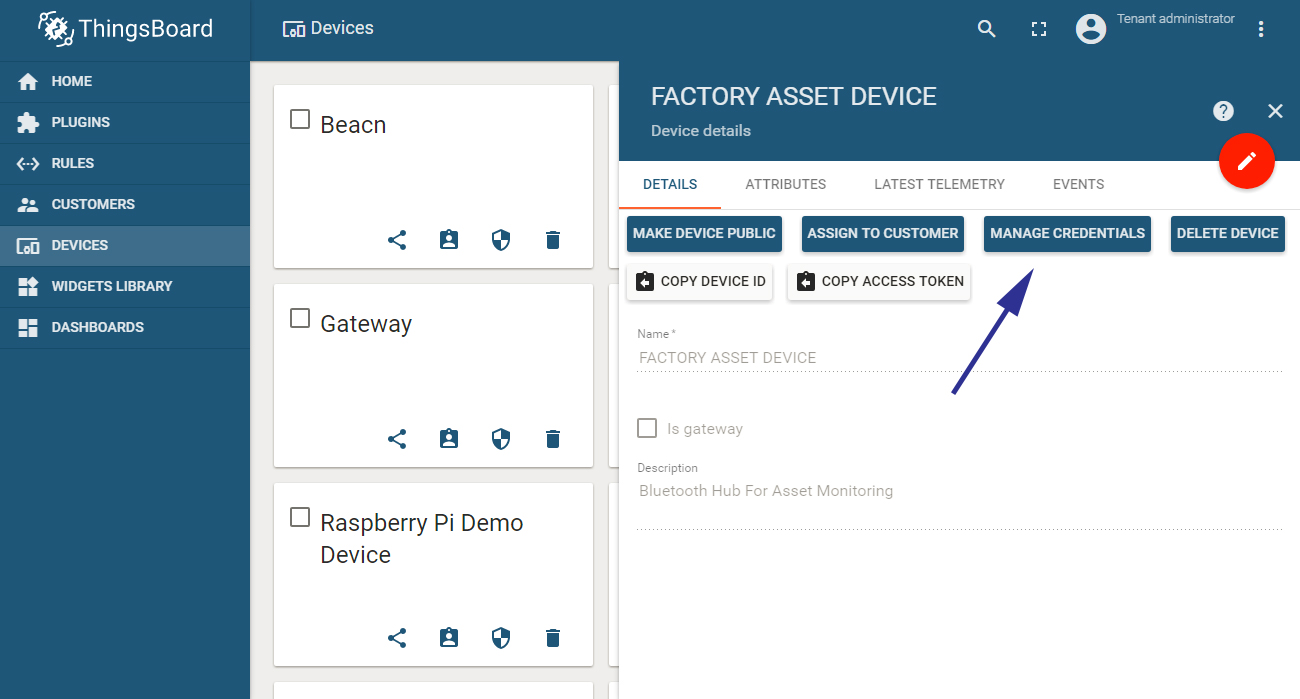 ThingsBoard
Devices
Tenant administrator
HOME
PLUGINS
RULES
CUSTOMERS
DEVICES
WIDGETS LIBRARY
DASHBOARDS
Beacn
Gateway
Raspberry Pi Demo
Device
FACTORY ASSET DEVICE
Device details
?
DETAILS ATTRIBUTES LATEST TELEMETRY EVENTS
MAKE DEVICE PUBLIC ASSIGN TO CUSTOMER MANAGE CREDENTIALS DELETE DEVICE
COPY DEVICE ID COPY ACCESS TOKEN
Name *
FACTORY ASSET DEVICE
Is gateway
Description
Bluetooth Hub For Asset Monitoring